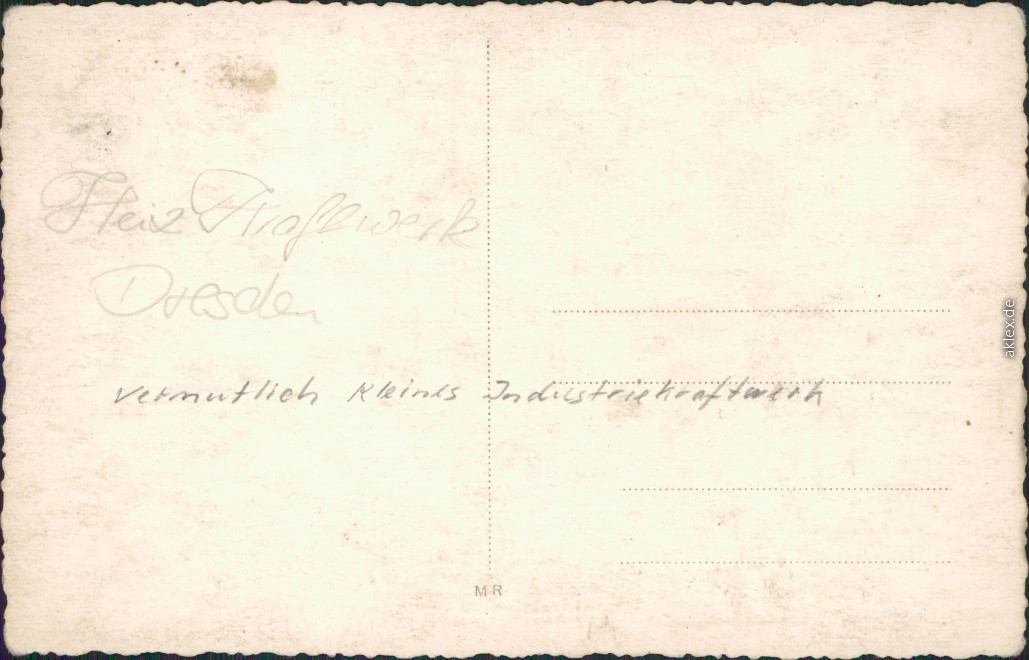 Heiz Kraftwerk
Dresden
vermutlich kleines Industriekraftwerk
MR
aklex.de